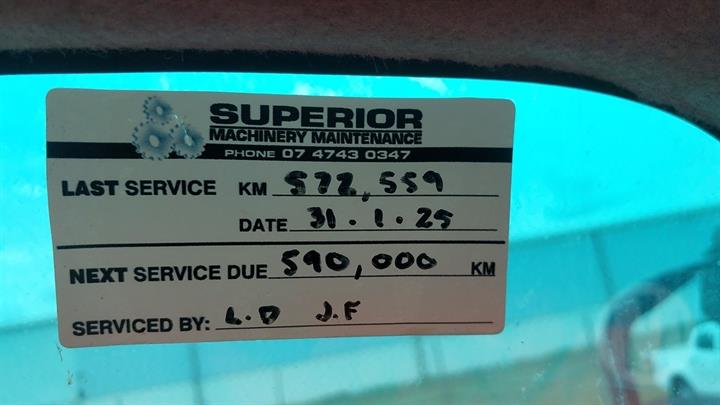 SUPERIOR
MACHINERY MAINTENANCE
PHONE 07 4743 0347
LAST SERVICE KM 572,559
DATE 31.1.25
NEXT SERVICE DUE 590,000 KM
SERVICED BY: L.D J.F